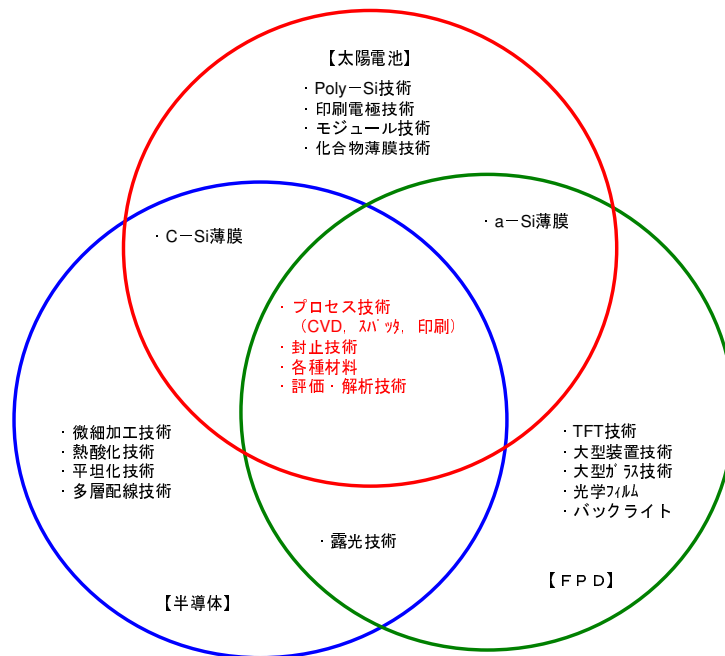 【太陽電池】
・Poly－Si技術
・印刷電極技術
・モジュール技術
・化合物薄膜技術
・C－Si薄膜
・a－Si薄膜
・プロセス技術
（CVD，ｽﾊﾟｯﾀ，印刷）
・封止技術
・各種材料
・評価・解析技術
・微細加工技術
・熱酸化技術
・平坦化技術
・多層配線技術
・TFT技術
・大型装置技術
・大型ｶﾞﾗｽ技術
・光学ﾌｨﾙﾑ
・バックライト
・露光技術
【半導体】
【ＦＰＤ】